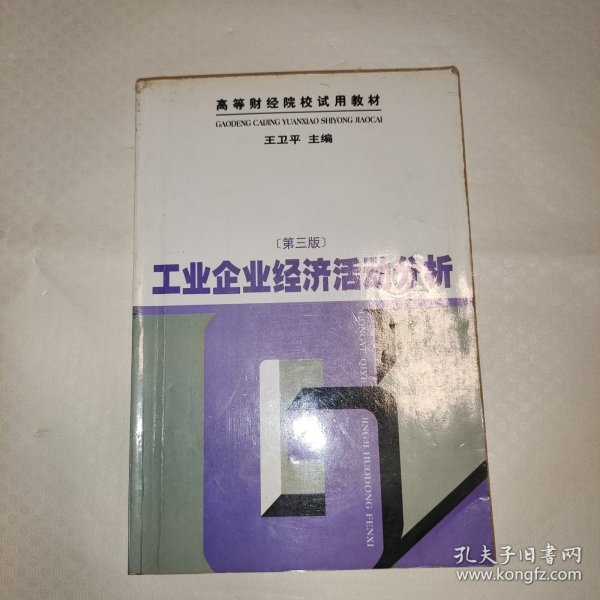 高等财经院校试用教材
GAODENG CAIJING YUANXIAO SHIYONG JIAOCAI
王卫平 主编
〔第三版〕
工业企业经济活动分析
GONGYE QIYE
JINGJI HUODONG FENXI
孔夫子旧书网
www.kongfz.com